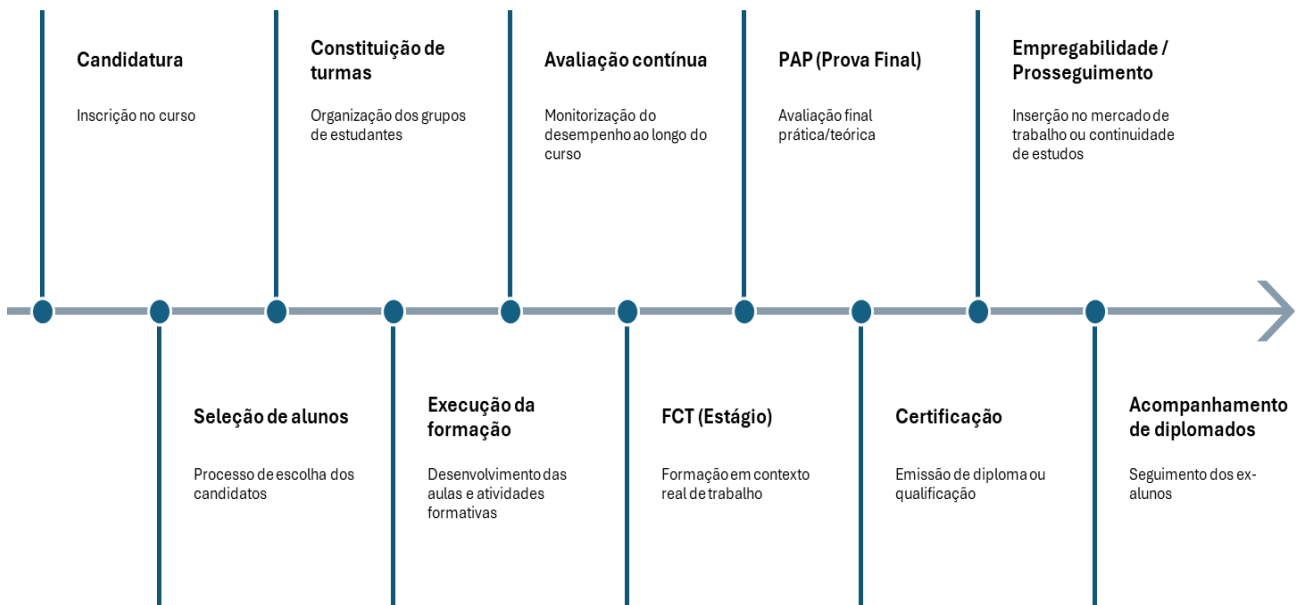 Candidatura
Inscrição no curso
Constituição de
turmas
Organização dos grupos
de estudantes
Avaliação contínua
Monitorização do
desempenho ao longo do
curso
PAP (Prova Final)
Avaliação final
prática/teórica
Empregabilidade /
Prosseguimento
Inserção no mercado de
trabalho ou continuidade
de estudos
Seleção de alunos
Processo de escolha dos
candidatos
Execução da
formação
Desenvolvimento das
aulas e atividades
formativas
FCT (Estágio)
Formação em contexto
real de trabalho
Certificação
Emissão de diploma ou
qualificação
Acompanhamento
de diplomados
Seguimento dos ex-
alunos